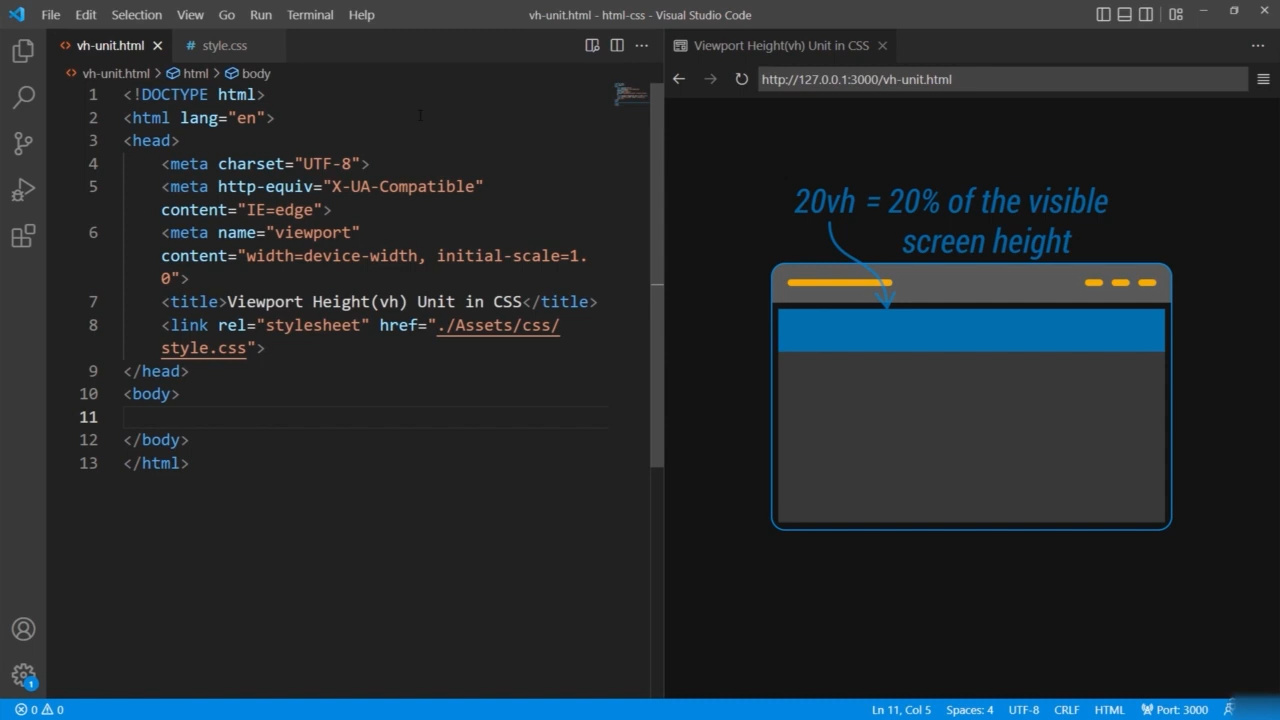 File Edit Selection View Go Run Terminal Help vh-unit.html - html-css - Visual Studio Code
vh-unit.html # style.css
vh-unit.html > html > body
1 <!DOCTYPE html>
2 <html lang="en">
3 <head>
4 <meta charset="UTF-8">
5 <meta http-equiv="X-UA-Compatible"
content="IE=edge">
6 <meta name="viewport"
content="width=device-width, initial-scale=1.
0">
7 <title>Viewport Height(vh) Unit in CSS</title>
8 <link rel="stylesheet" href="./Assets/css/
style.css">
9 </head>
10 <body>
11
12 </body>
13 </html>
Viewport Height(vh) Unit in CSS
http://127.0.0.1:3000/vh-unit.html
20vh = 20% of the visible
screen height
1
0 0 Ln 11, Col 5 Spaces: 4 UTF-8 CRLF HTML Port: 3000